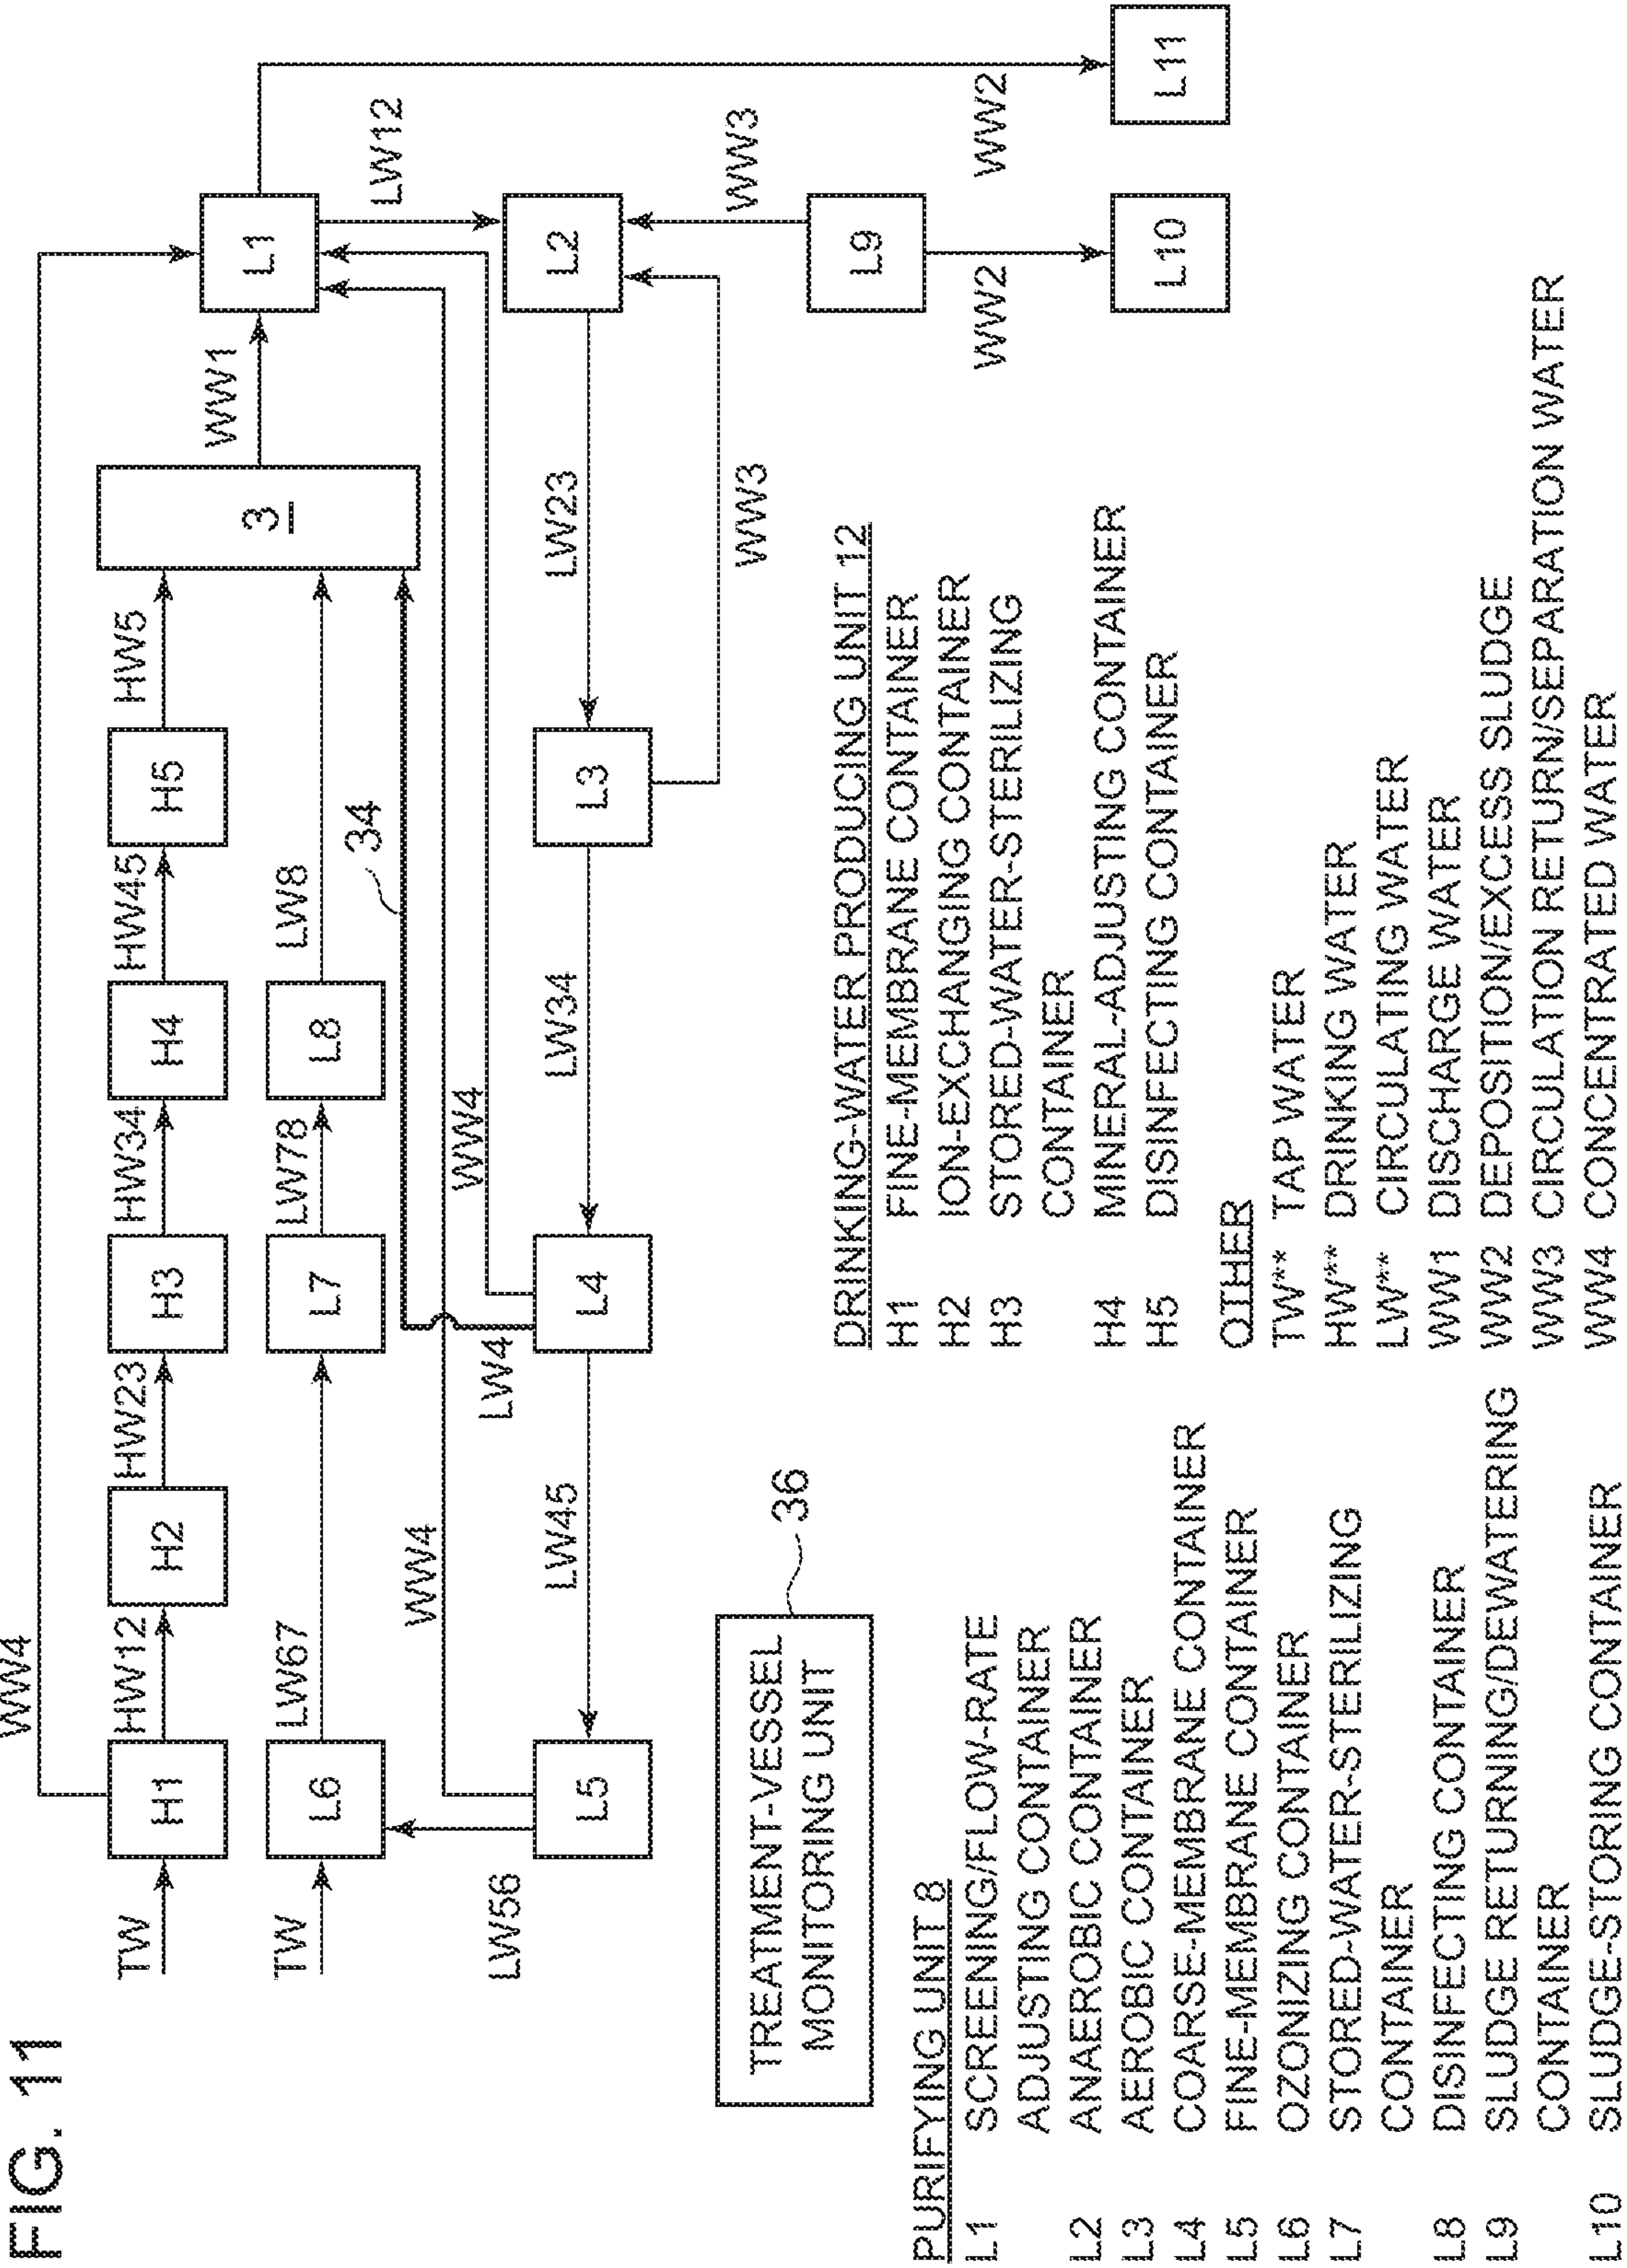 FIG. 11
WW4
TW
H1
HW12
H2
HW23
H3
HW34
H4
HW45
H5
HW5
3
WW1
L1
TW
L6
LW67
L7
LW78
L8
LW8
34
LW12
LW56
WW4
LW4
WW4
L5
LW45
L4
LW34
L3
LW23
L2
WW3
WW3
L9
WW2
L10
WW2
L11
TREATMENT-VESSEL
MONITORING UNIT
36
PURIFYING UNIT 8
L1 SCREENING/FLOW-RATE
ADJUSTING CONTAINER
L2 ANAEROBIC CONTAINER
L3 AEROBIC CONTAINER
L4 COARSE-MEMBRANE CONTAINER
L5 FINE-MEMBRANE CONTAINER
L6 OZONIZING CONTAINER
L7 STORED-WATER-STERILIZING
CONTAINER
L8 DISINFECTING CONTAINER
L9 SLUDGE RETURNING/DEWATERING
CONTAINER
L10 SLUDGE-STORING CONTAINER
DRINKING-WATER PRODUCING UNIT 12
H1 FINE-MEMBRANE CONTAINER
H2 ION-EXCHANGING CONTAINER
H3 STORED-WATER-STERILIZING
CONTAINER
H4 MINERAL-ADJUSTING CONTAINER
H5 DISINFECTING CONTAINER
OTHER
TW** TAP WATER
HW** DRINKING WATER
LW** CIRCULATING WATER
WW1 DISCHARGE WATER
WW2 DEPOSITION/EXCESS SLUDGE
WW3 CIRCULATION RETURN/SEPARATION WATER
WW4 CONCENTRATED WATER